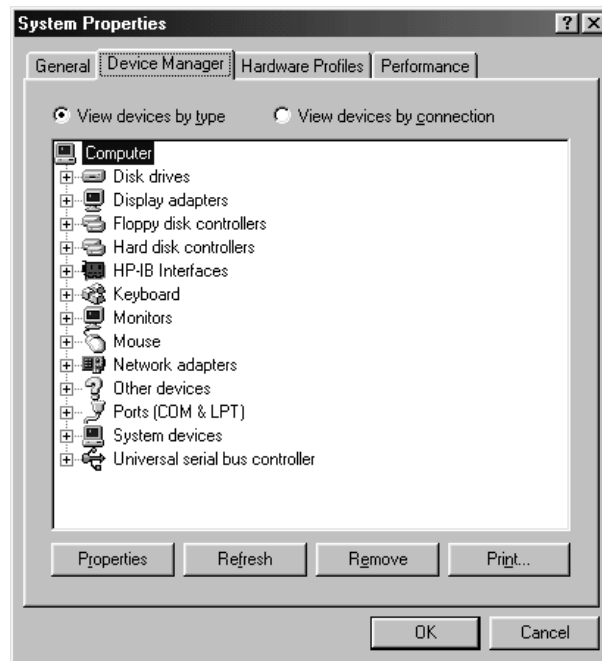 System Properties
General Device Manager Hardware Profiles Performance
View devices by type View devices by connection
Computer
Disk drives
Display adapters
Floppy disk controllers
Hard disk controllers
HP-IB Interfaces
Keyboard
Monitors
Mouse
Network adapters
Other devices
Ports (COM & LPT)
System devices
Universal serial bus controller
Properties Refresh Remove Print...
OK Cancel